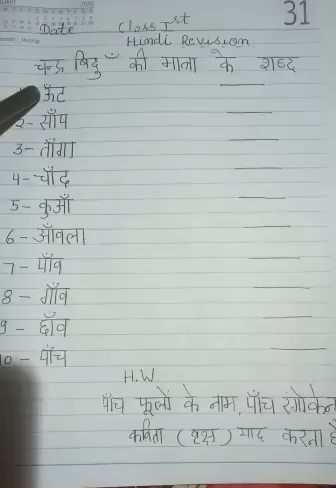 31
Date Class Ist
Hindi Revision
चन्द्र बिंदु ँ की मात्रा के शब्द
ऊँट
2- साँप
3- ताँगा
4- चाँद
5- कुआँ
6- आँवला
7- पाँव
8- गाँव
9- छाँव
10- पाँच
H.W
पाँच फूलों के नाम, पाँच रंगो के
कविता ( ) याद करना है